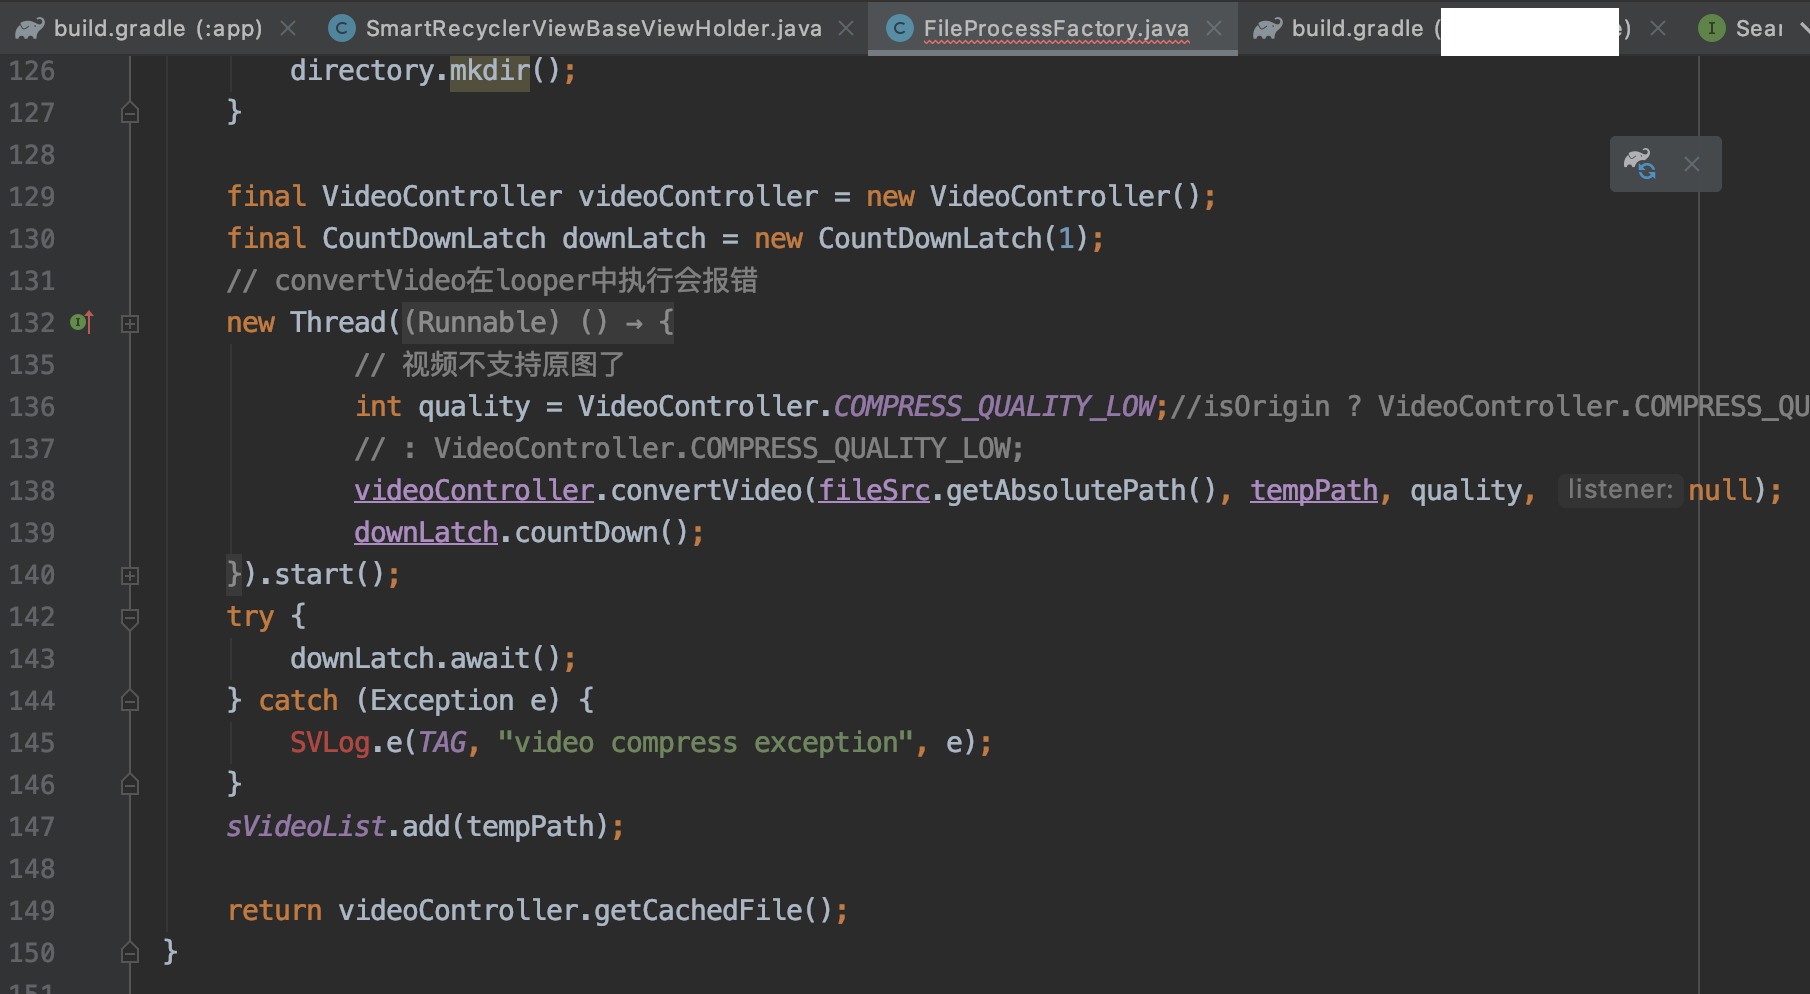 build.gradle (:app)
SmartRecyclerViewBaseViewHolder.java
FileProcessFactory.java
build.gradle (
)
Sear
126 directory.mkdir();
127 }
128
129 final VideoController videoController = new VideoController();
130 final CountDownLatch downLatch = new CountDownLatch(1);
131 // convertVideo在looper中执行会报错
132 new Thread((Runnable) () → {
135 // 视频不支持原图了
136 int quality = VideoController.COMPRESS_QUALITY_LOW;//isOrigin ? VideoController.COMPRESS_QU
137 // : VideoController.COMPRESS_QUALITY_LOW;
138 videoController.convertVideo(fileSrc.getAbsolutePath(), tempPath, quality, listener: null);
139 downLatch.countDown();
140 }).start();
142 try {
143 downLatch.await();
144 } catch (Exception e) {
145 SVLog.e(TAG, "video compress exception", e);
146 }
147 sVideoList.add(tempPath);
148
149 return videoController.getCachedFile();
150 }
151